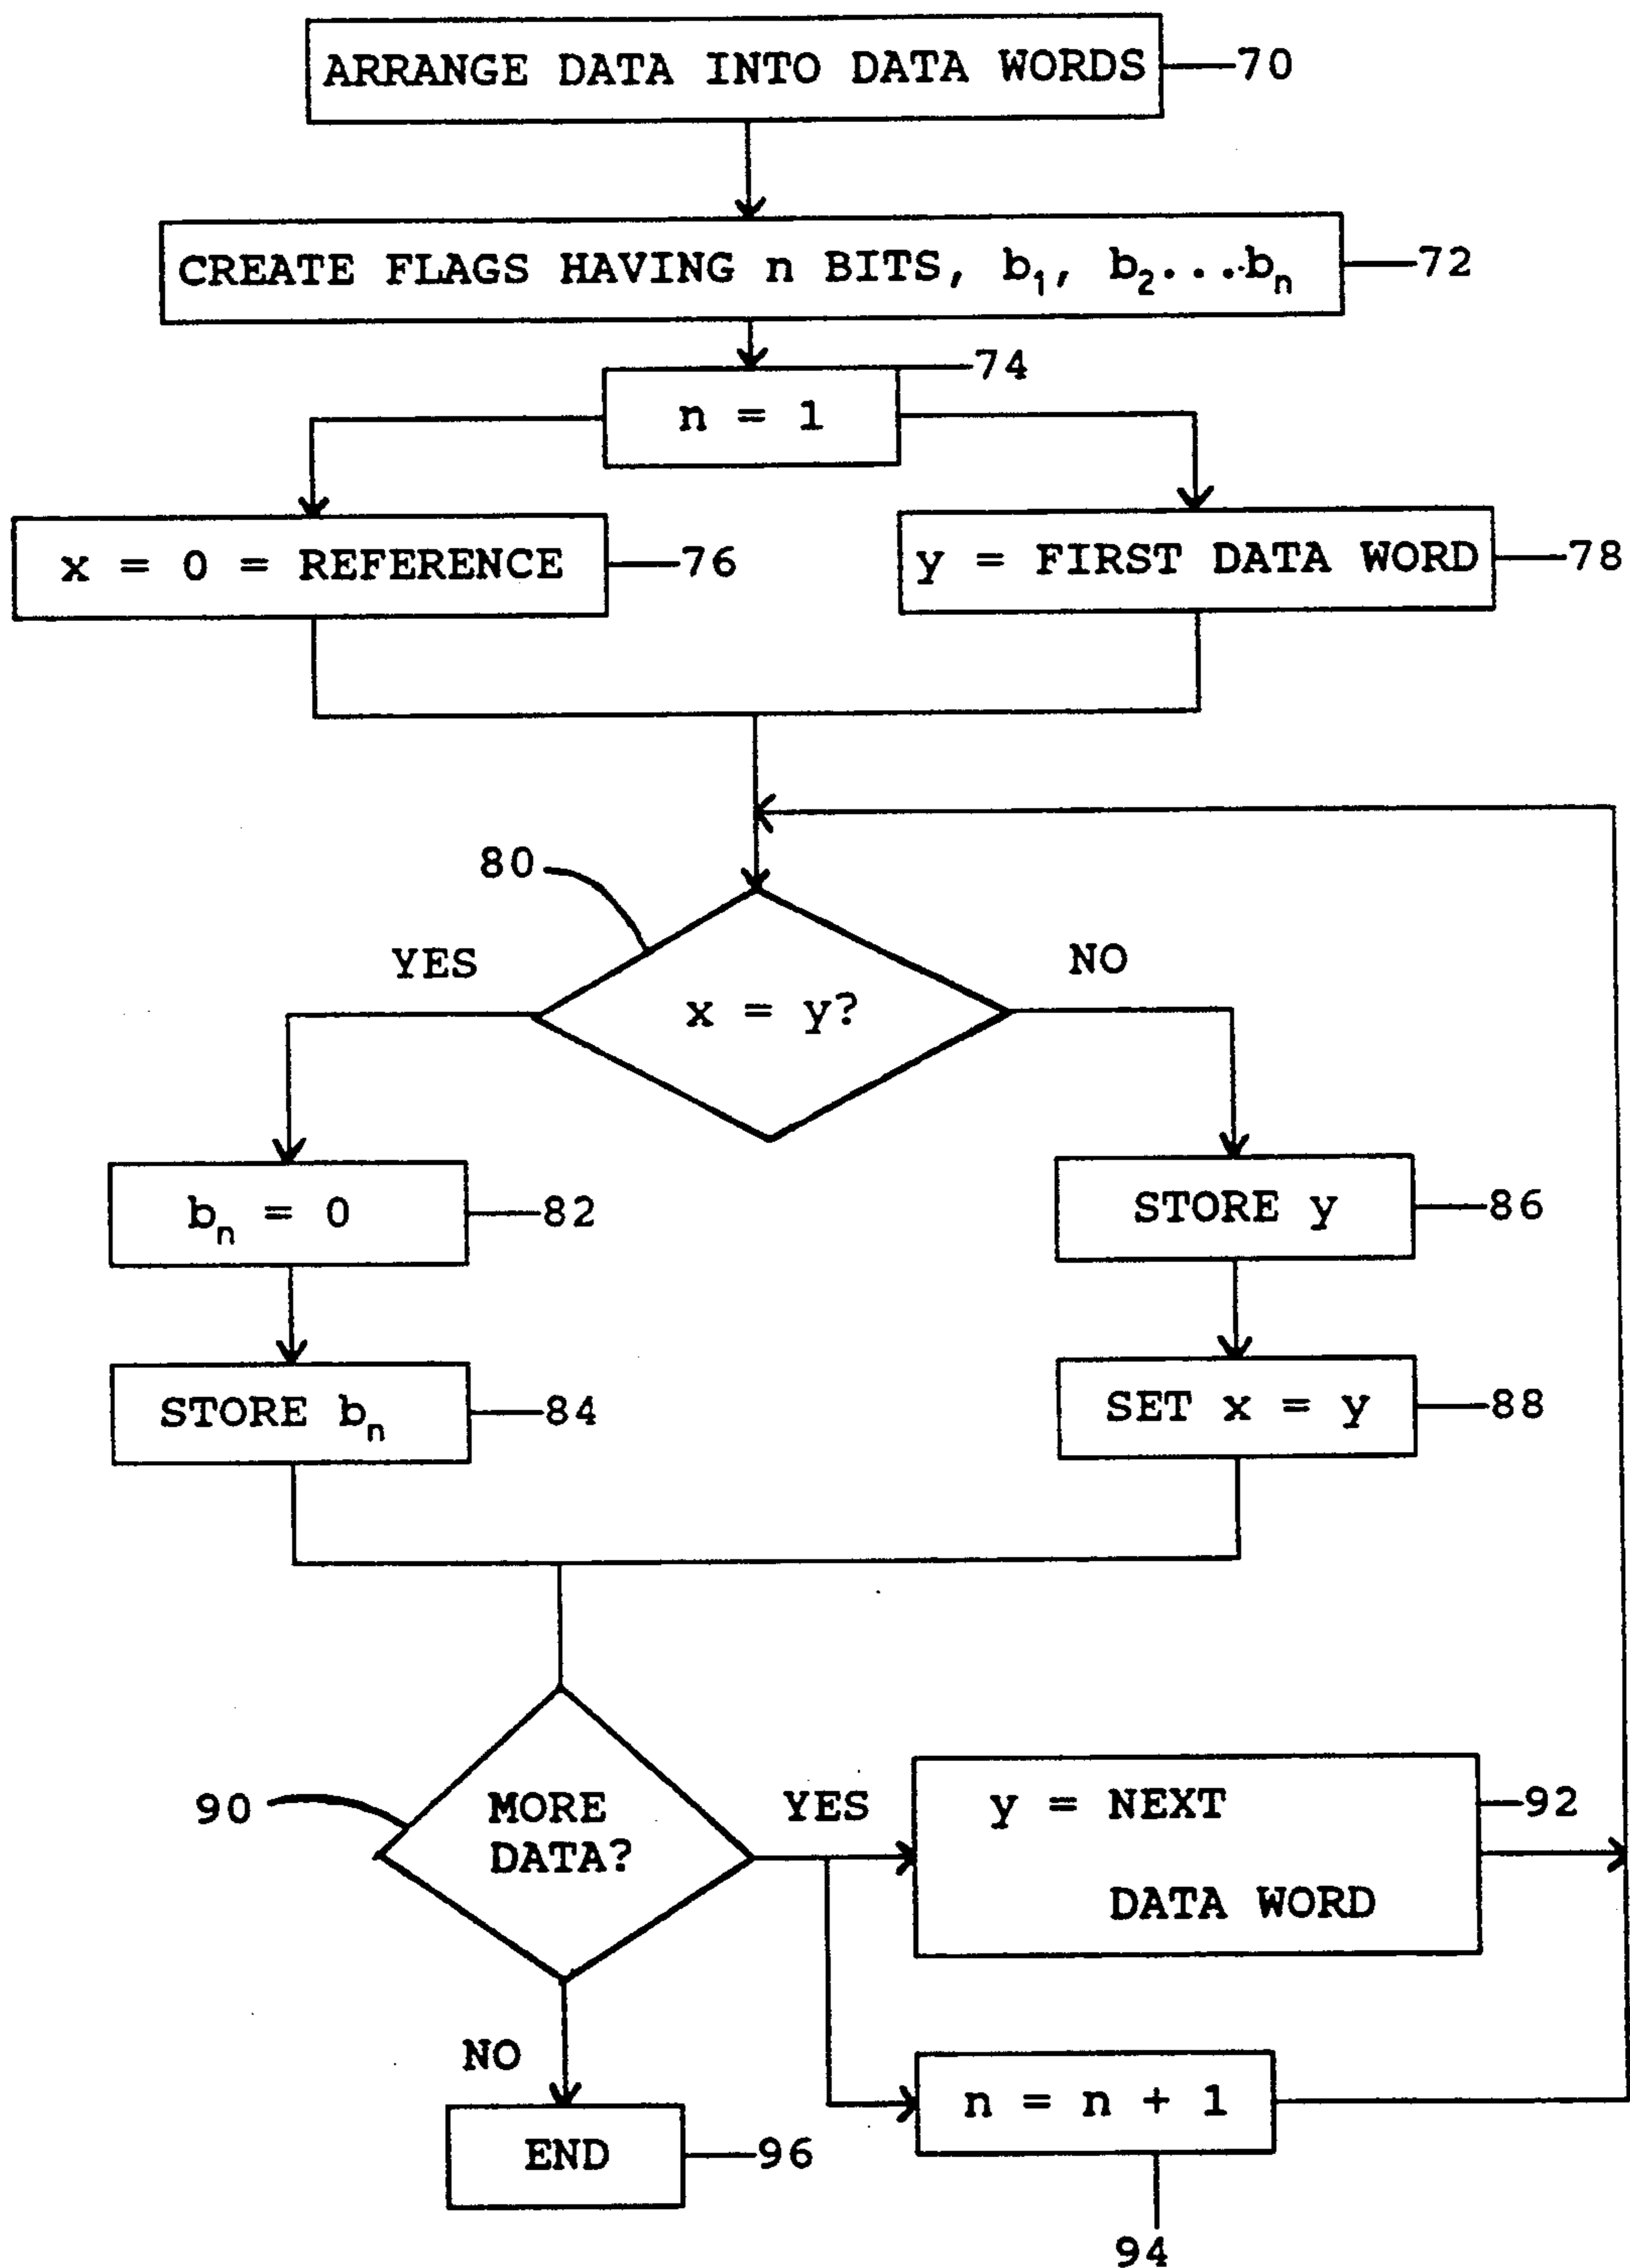 ARRANGE DATA INTO DATA WORDS 70
CREATE FLAGS HAVING n BITS, b₁, b₂...bₙ 72
74
n = 1
x = 0 = REFERENCE 76
y = FIRST DATA WORD 78
80
YES
NO
x = y?
bₙ = 0 82
STORE y 86
STORE bₙ 84
SET x = y 88
90
MORE
DATA?
YES
y = NEXT
DATA WORD
92
NO
n = n + 1
END 96
94